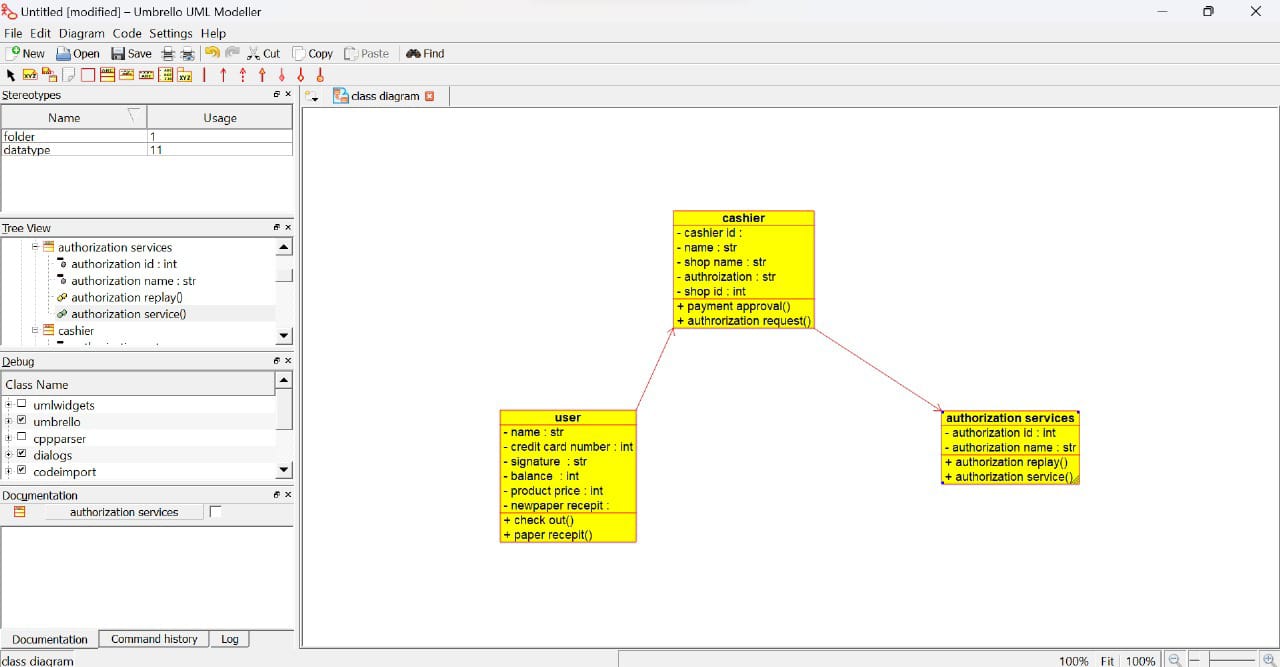 Untitled [modified] – Umbrello UML Modeller
File Edit Diagram Code Settings Help
New Open Save Cut Copy Paste Find
Stereotypes
class diagram
Name Usage
folder 1
datatype 11
Tree View
authorization services
authorization id : int
authorization name : str
authorization replay()
authorization service()
cashier
Debug
Class Name
umlwidgets
umbrello
cppparser
dialogs
codeimport
Documentation
authorization services
Documentation Command history Log
cashier
- cashier id :
- name : str
- shop name : str
- authroization : str
- shop id : int
+ payment approval()
+ authrorization request()
user
- name : str
- credit card number : int
- signature : str
- balance : int
- product price : int
- newpaper recepit :
+ check out()
+ paper recepit()
authorization services
- authorization id : int
- authorization name : str
+ authorization replay()
+ authorization service()
class diagram
100% Fit 100%